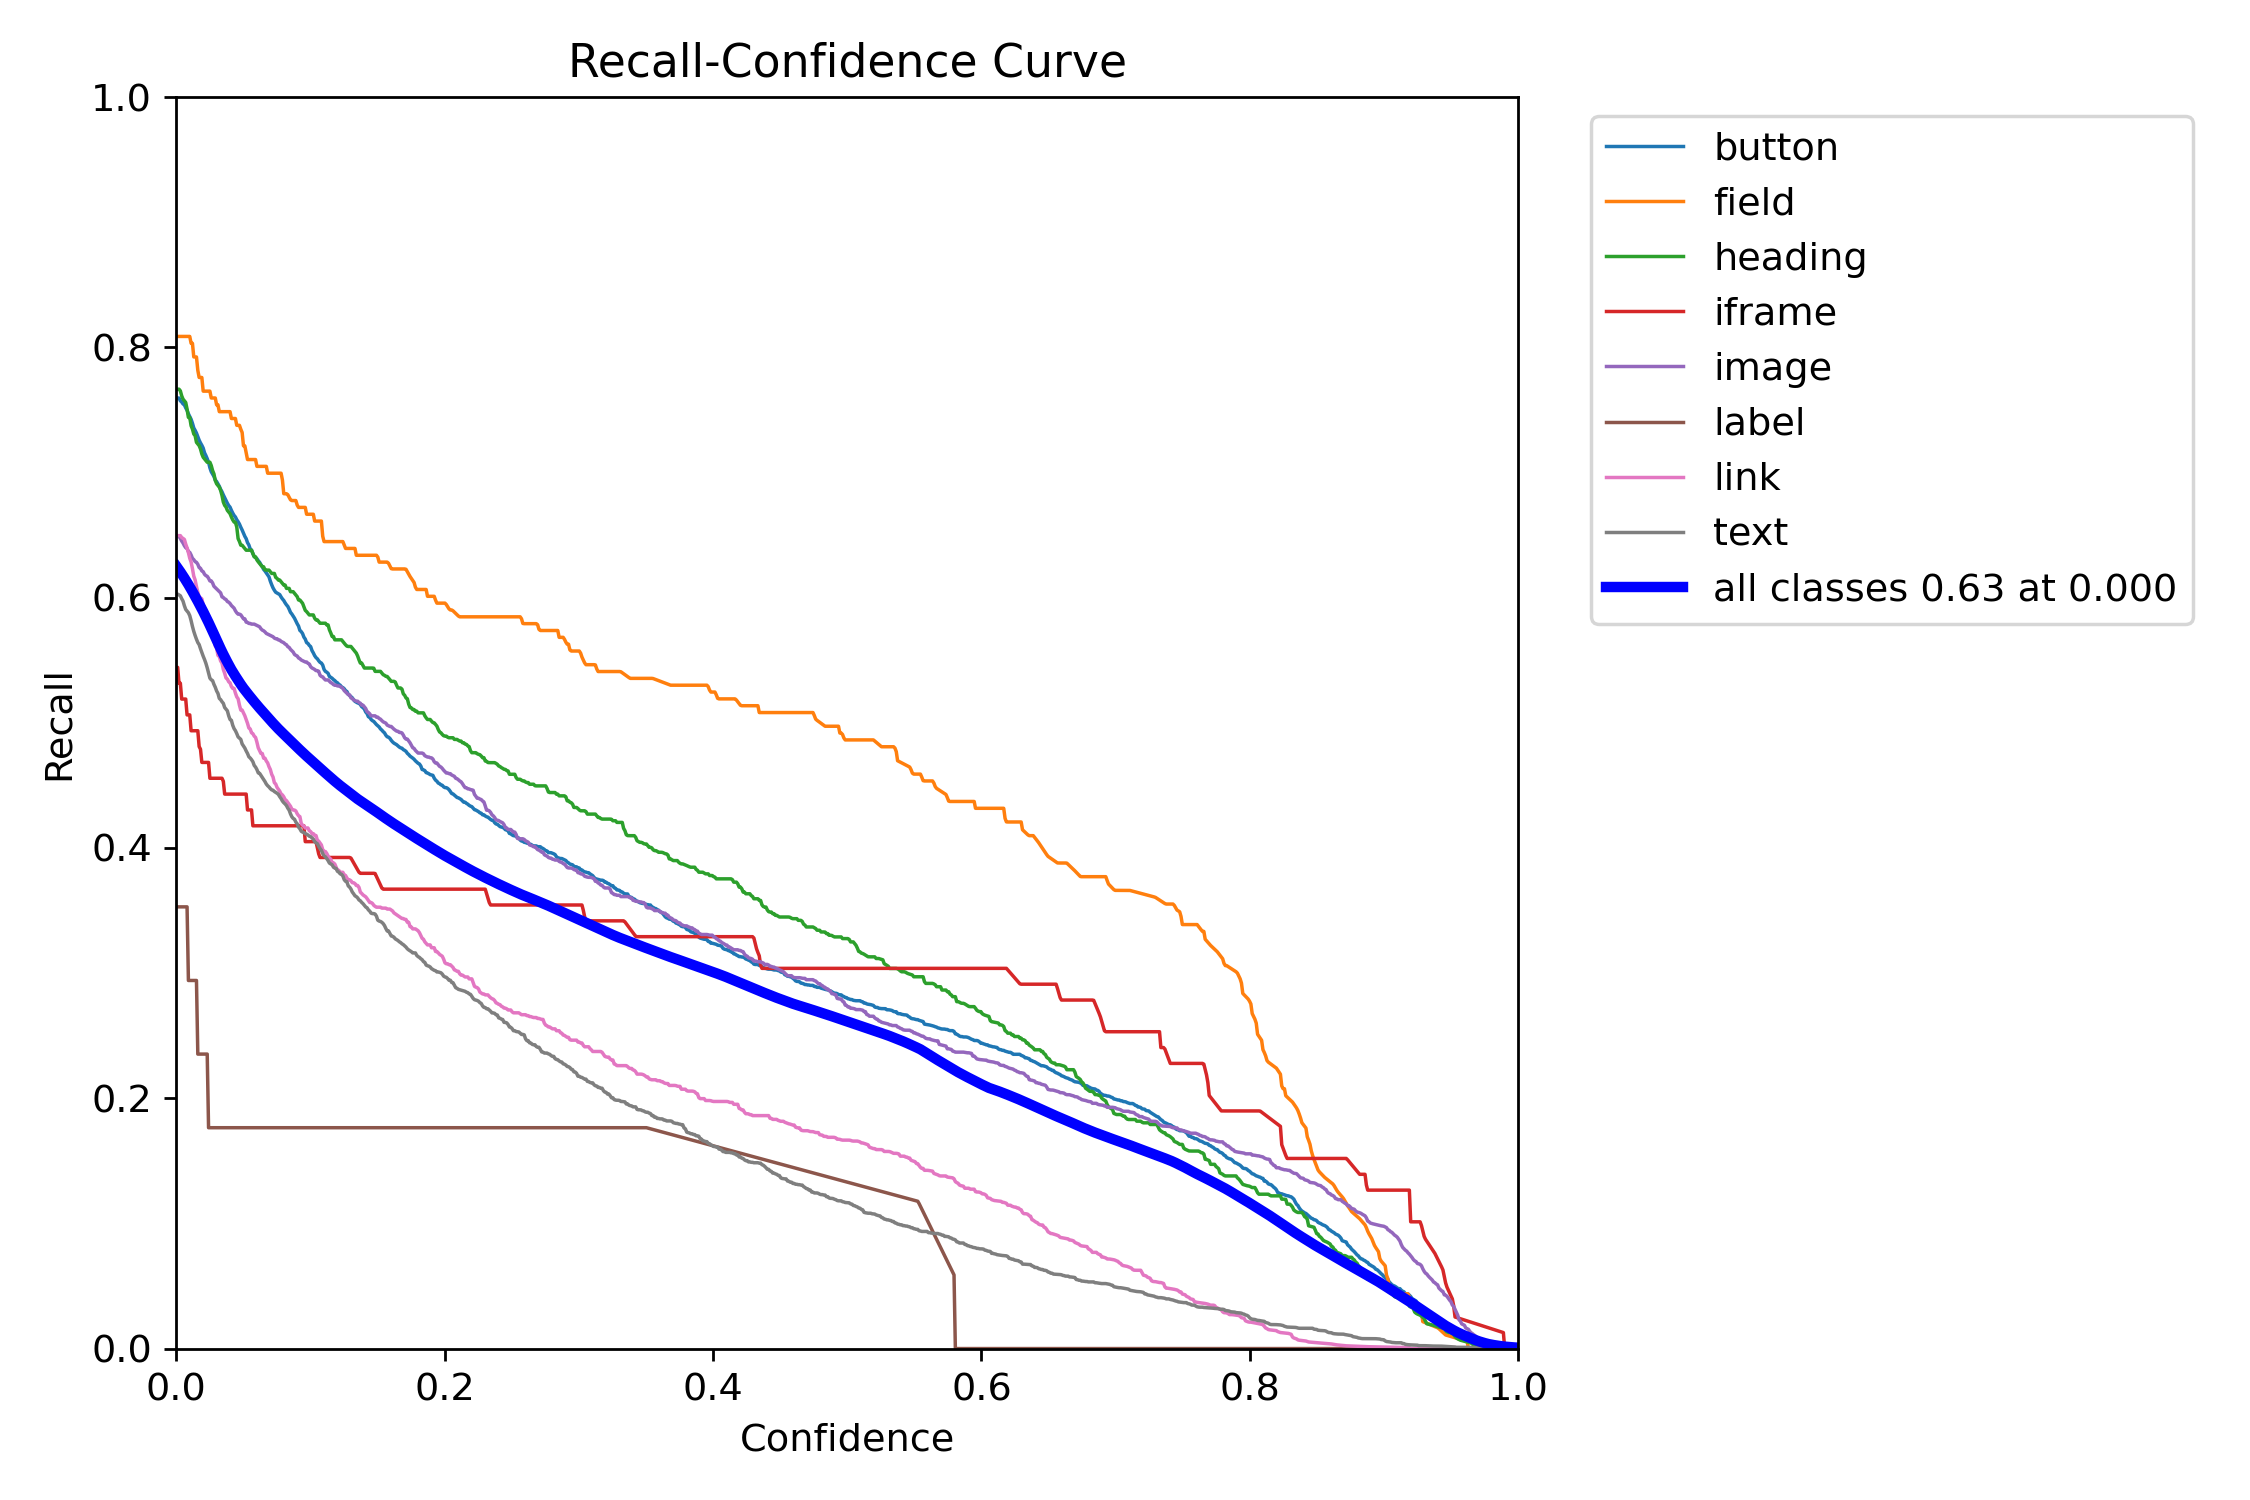 Recall-Confidence Curve
1.0
0.8
0.6
0.4
0.2
0.0
Recall
0.0 0.2 0.4 0.6 0.8 1.0
Confidence
button
field
heading
iframe
image
label
link
text
all classes 0.63 at 0.000